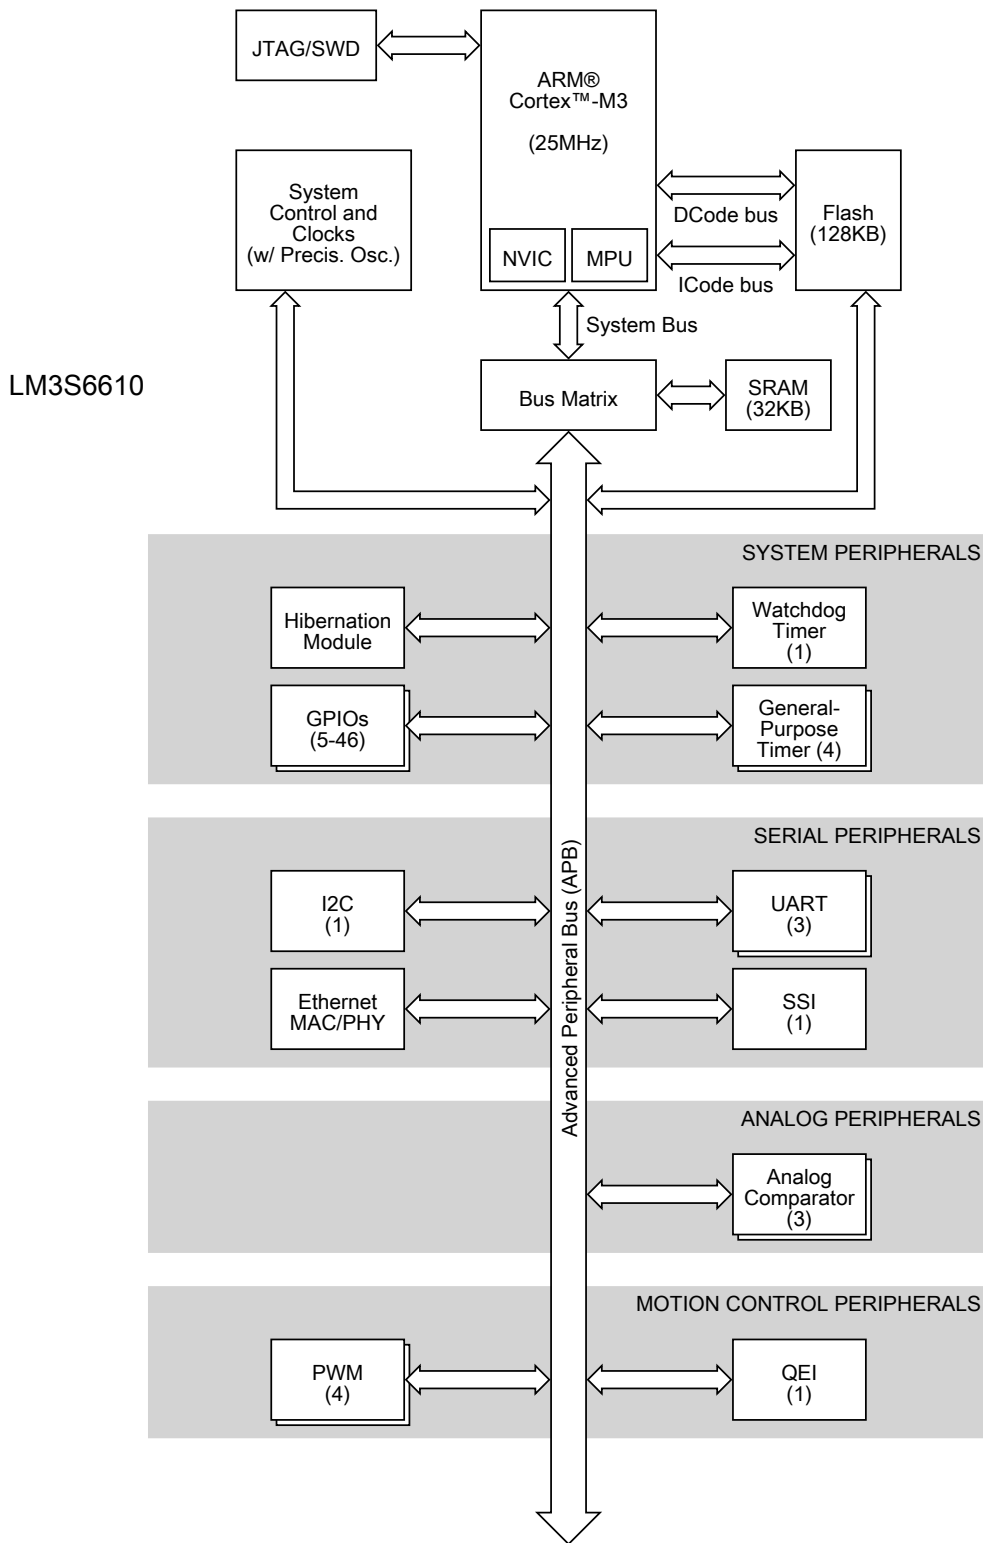 JTAG/SWD
ARM®
Cortex™-M3
(25MHz)
NVIC
MPU
System
Control and
Clocks
(w/ Precis. Osc.)
DCode bus
ICode bus
Flash
(128KB)
System Bus
LM3S6610
Bus Matrix
SRAM
(32KB)
SYSTEM PERIPHERALS
Hibernation
Module
Watchdog
Timer
(1)
GPIOs
(5-46)
General-
Purpose
Timer (4)
Advanced Peripheral Bus (APB)
SERIAL PERIPHERALS
I2C
(1)
UART
(3)
Ethernet
MAC/PHY
SSI
(1)
ANALOG PERIPHERALS
Analog
Comparator
(3)
MOTION CONTROL PERIPHERALS
PWM
(4)
QEI
(1)